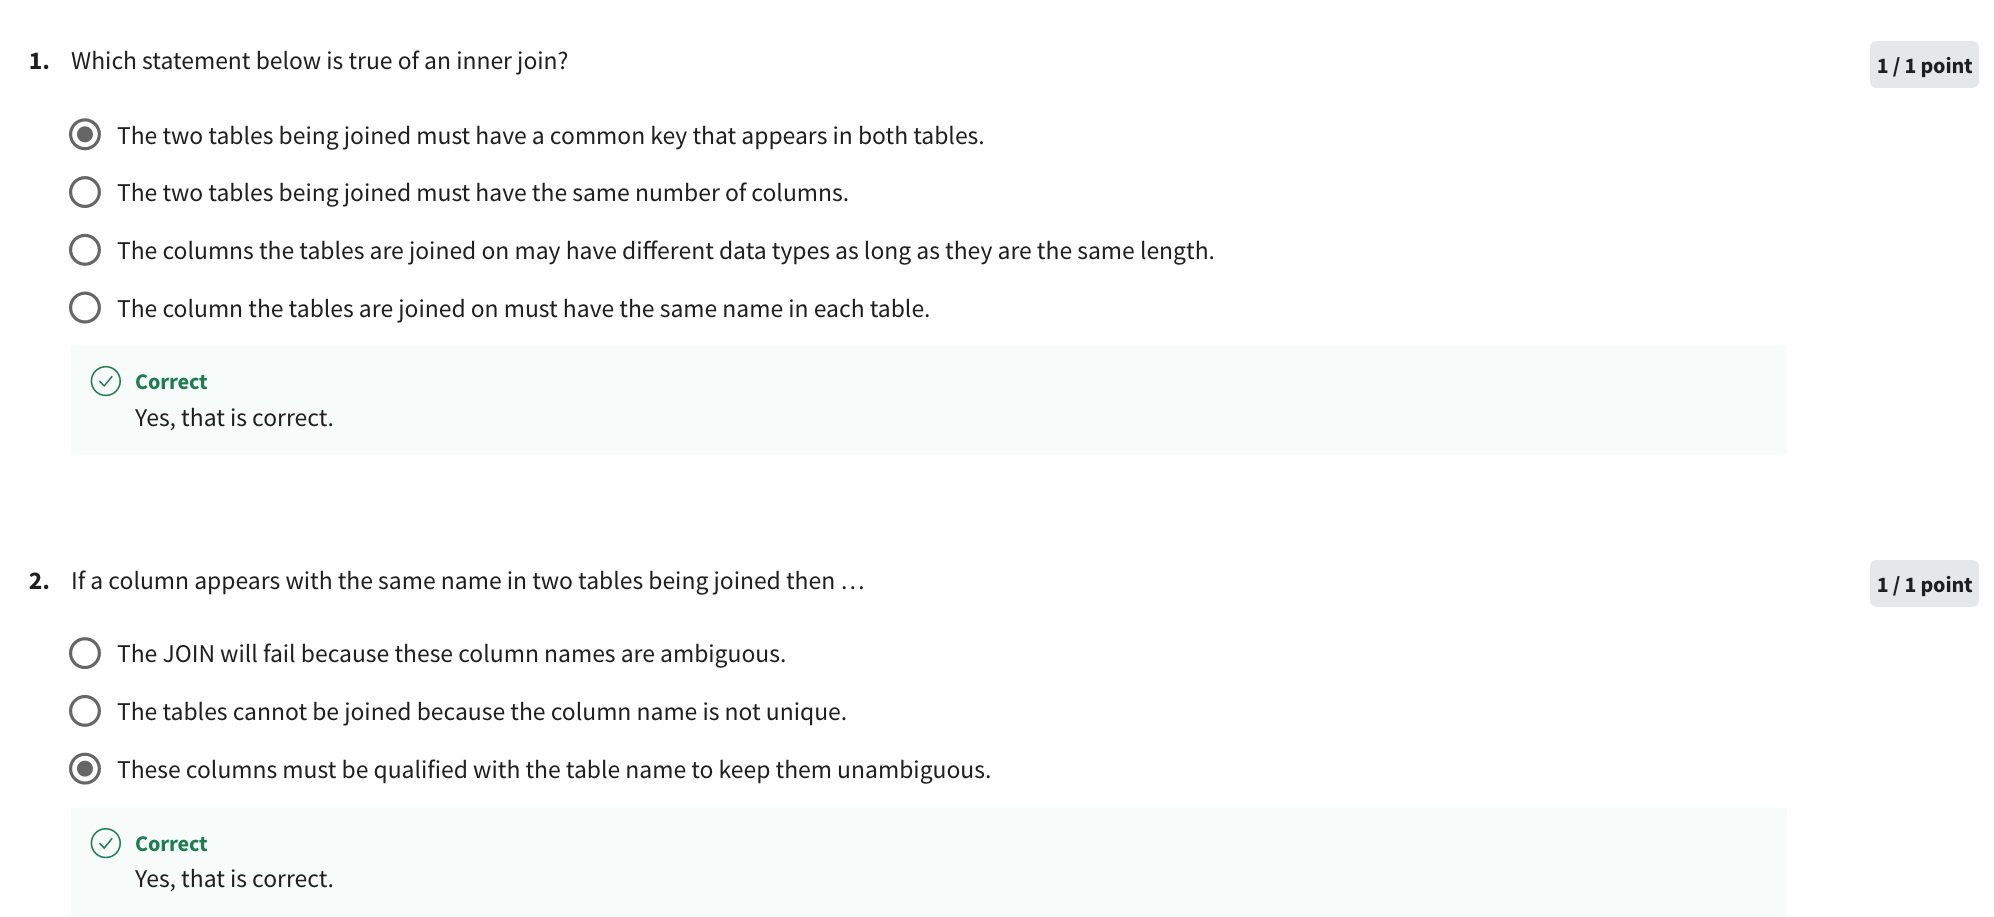 1. Which statement below is true of an inner join?
1 / 1 point
The two tables being joined must have a common key that appears in both tables.
The two tables being joined must have the same number of columns.
The columns the tables are joined on may have different data types as long as they are the same length.
The column the tables are joined on must have the same name in each table.
Correct
Yes, that is correct.
2. If a column appears with the same name in two tables being joined then …
1 / 1 point
The JOIN will fail because these column names are ambiguous.
The tables cannot be joined because the column name is not unique.
These columns must be qualified with the table name to keep them unambiguous.
Correct
Yes, that is correct.